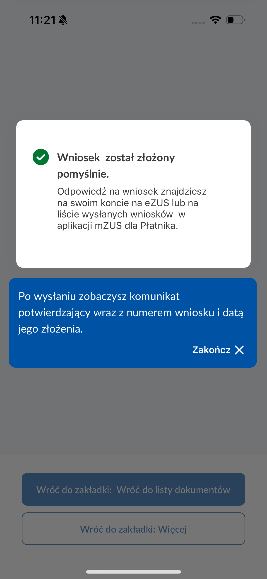 11:21
Wniosek został złożony
pomyślnie.
Odpowiedź na wniosek znajdziesz
na swoim koncie na eZUS lub na
liście wysłanych wniosków w
aplikacji mZUS dla Płatnika.
Po wysłaniu zobaczysz komunikat
potwierdzający wraz z numerem wniosku i datą
jego złożenia.
Zakończ
Wróć do zakładki: Wróć do listy dokumentów
Wróć do zakładki: Więcej